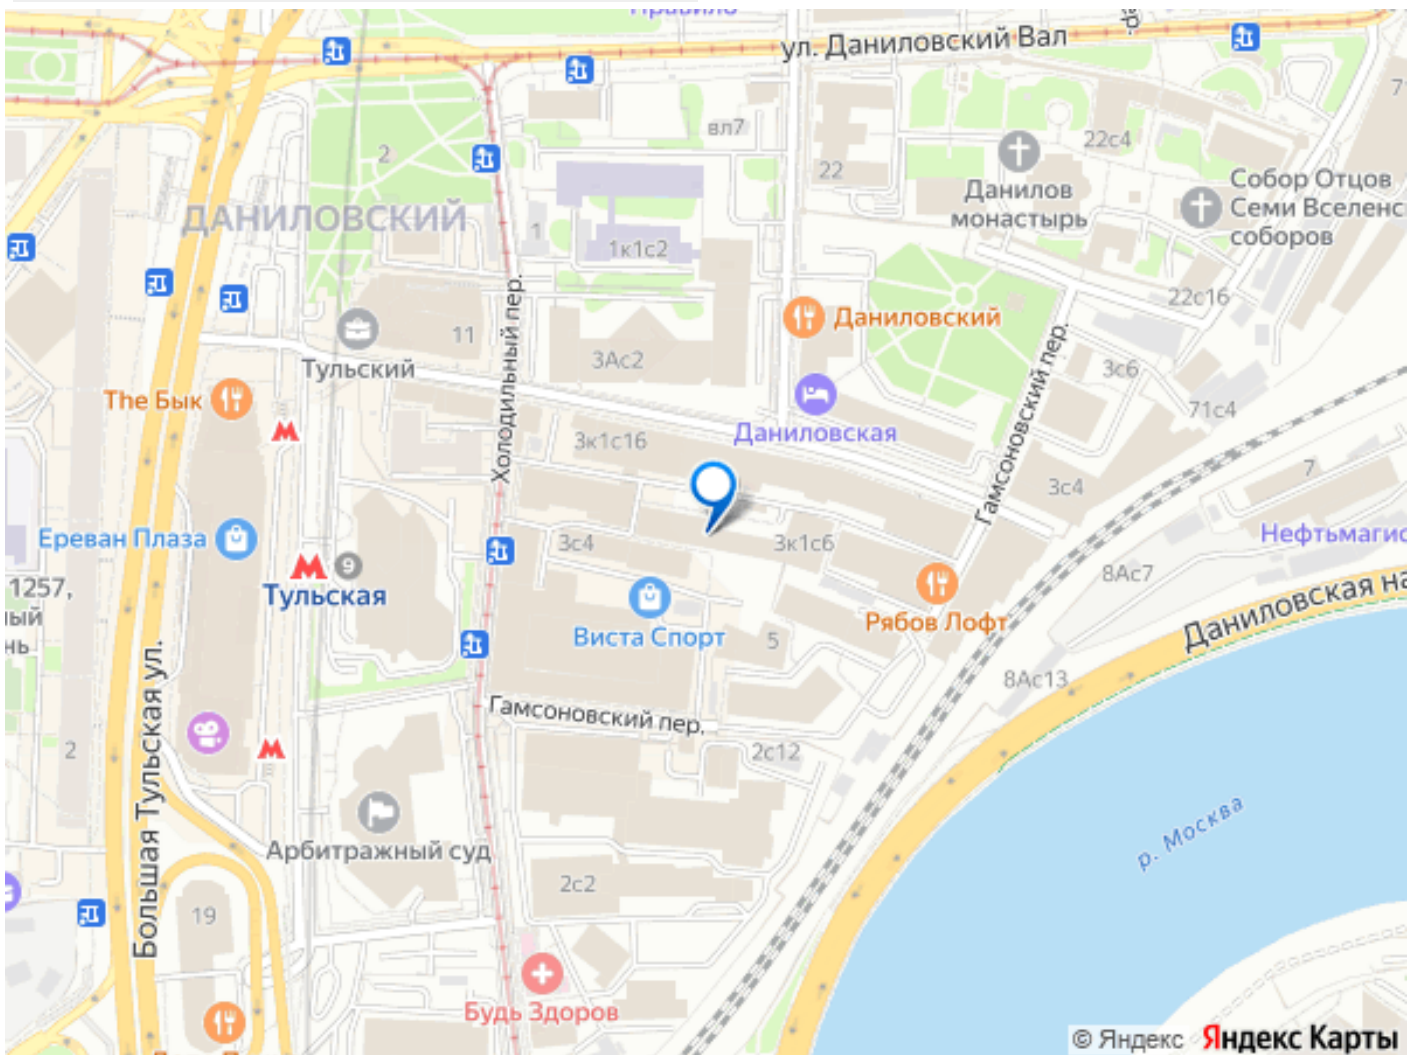 Правило
ул. Даниловский Вал
вл7
22с4
2
22
Данилов
монастырь
Собор Отцов
Семи Вселенс
соборов
ДАНИЛОВСКИЙ
1
1к1с2
22с16
Холодильный пер.
Даниловский
11
Тульский
3Ас2
Гамсоновский пер.
3с6
The Бык
71с4
Даниловская
3к1с16
7
3с4
Ереван Плаза
3с4
3к1с6
Нефтьмагис
9
Тульская
1257,
8Ас7
Виста Спорт
Рябов Лофт
5
Даниловская на
8Ас13
Большая Тульская ул.
Гамсоновский пер.
2
2с12
р. Москва
Арбитражный суд
2с2
19
Будь Здоров
© Яндекс Яндекс Карты